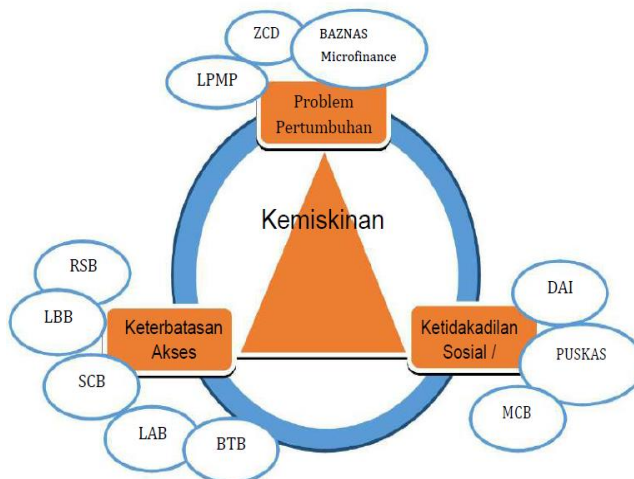 ZCD
BAZNAS
Microfinance
LPMP
Problem
Pertumbuhan
Kemiskinan
RSB
LBB
Keterbatasan
Akses
SCB
LAB
BTB
DAI
Ketidakadilan
Sosial /
PUSKAS
MCB